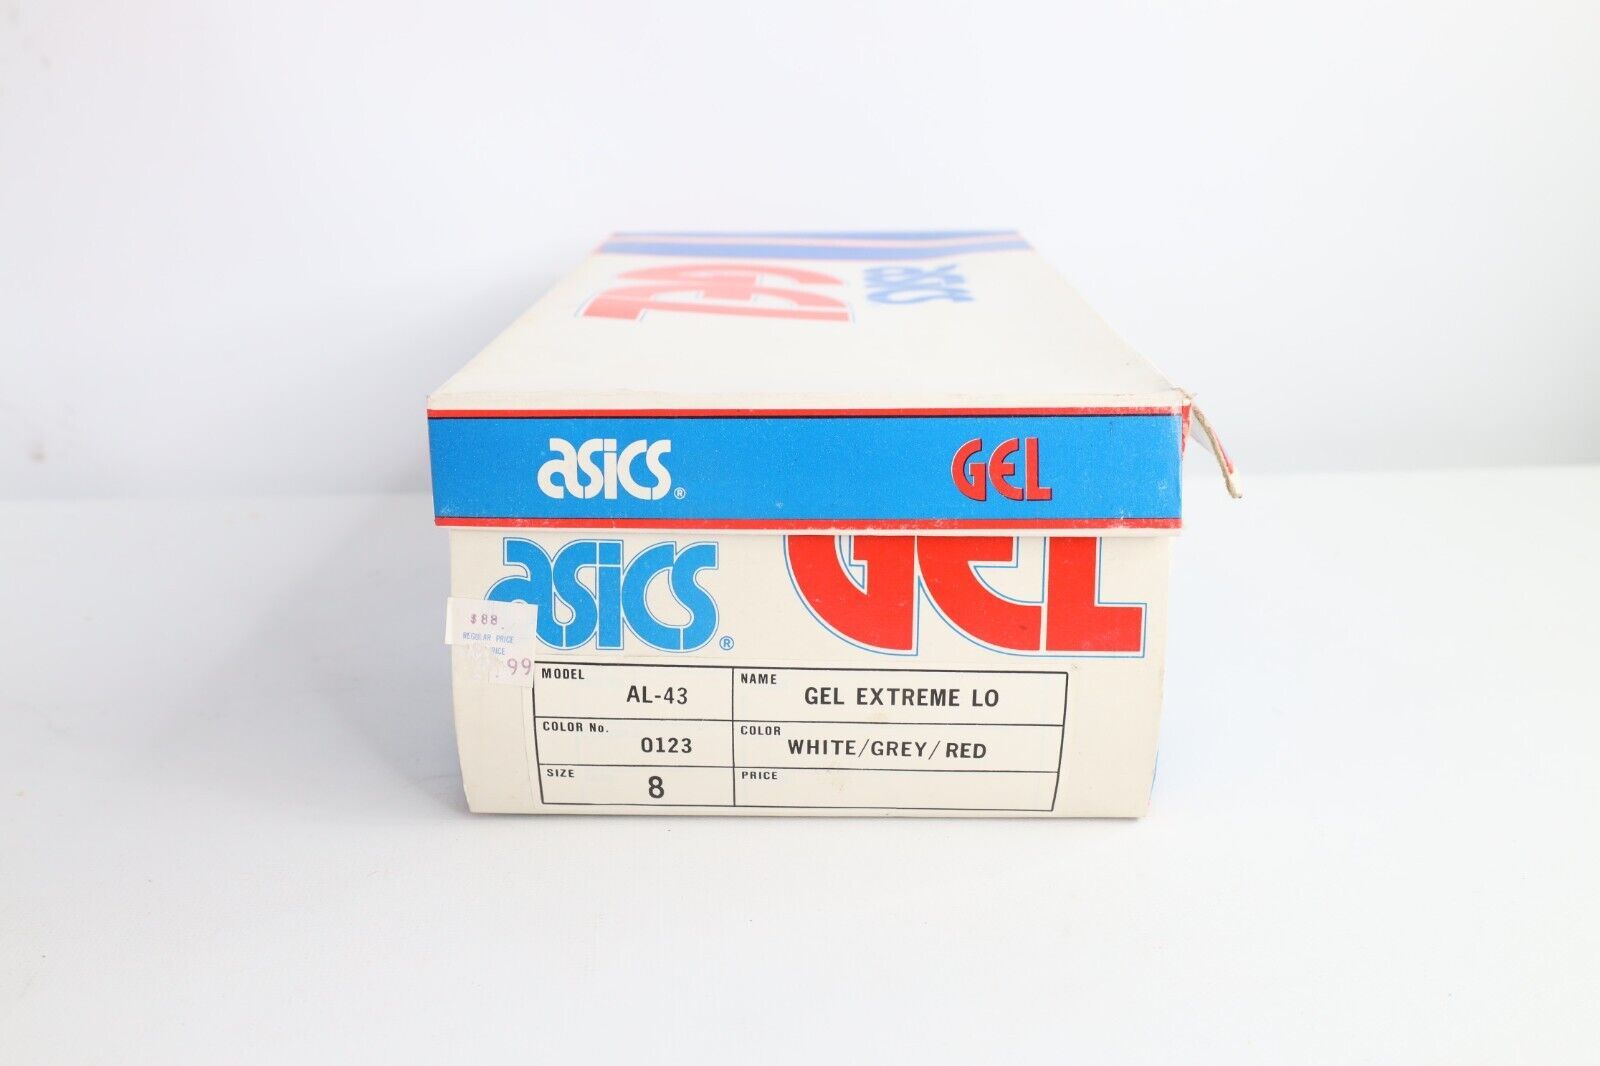 GEL
asics
asics®
GEL
asics®
GEL
$88
REGULAR PRICE
99
MODEL
AL-43
NAME
GEL EXTREME LO
COLOR No.
0123
COLOR
WHITE/GREY/RED
SIZE
8
PRICE